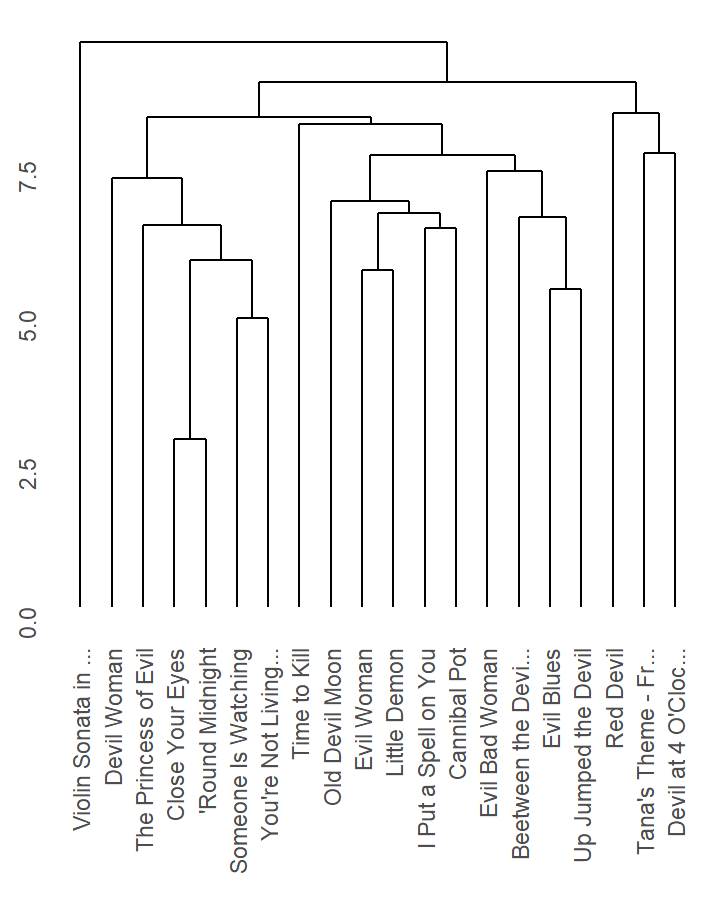 7.5
5.0
2.5
0.0
Violin Sonata in ...
Devil Woman
The Princess of Evil
Close Your Eyes
'Round Midnight
Someone Is Watching
You're Not Living...
Time to Kill
Old Devil Moon
Evil Woman
Little Demon
I Put a Spell on You
Cannibal Pot
Evil Bad Woman
Beetween the Devi...
Evil Blues
Up Jumped the Devil
Red Devil
Tana's Theme - Fr...
Devil at 4 O'Cloc...